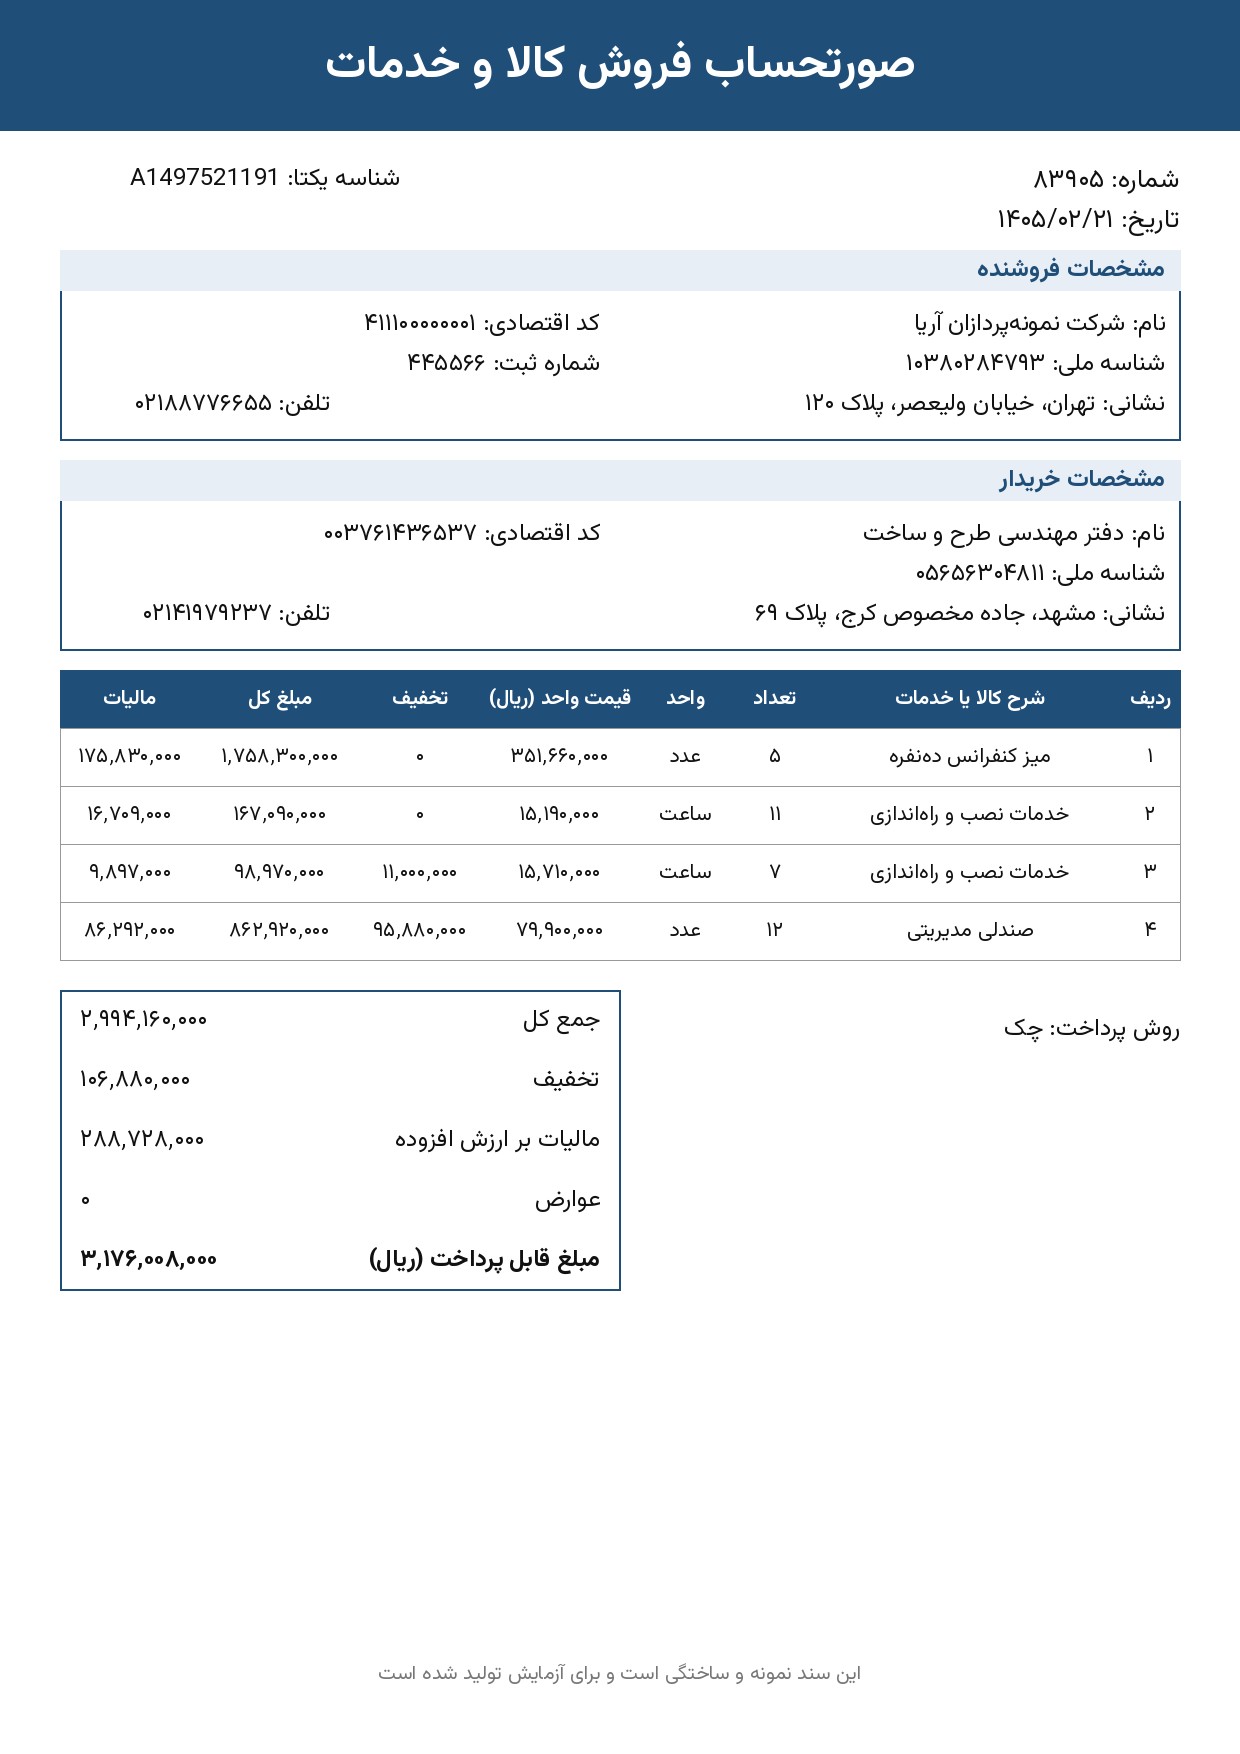 صورتحساب فروش کالا و خدمات
شماره: ۸۳۹۰۵ شناسه یکتا: A1497521191
تاریخ: ۱۴۰۵/۰۲/۲۱
مشخصات فروشنده
نام: شرکت نمونه‌پردازان آریا کد اقتصادی: ۴۱۱۱۰۰۰۰۰۰۰۱
شناسه ملی: ۱۰۳۸۰۲۸۴۷۹۳ شماره ثبت: ۴۴۵۵۶۶
نشانی: تهران، خیابان ولیعصر، پلاک ۱۲۰ تلفن: ۰۲۱۸۸۷۷۶۶۵۵
مشخصات خریدار
نام: دفتر مهندسی طرح و ساخت کد اقتصادی: ۰۰۳۷۶۱۴۳۶۵۳۷
شناسه ملی: ۰۵۶۵۶۳۰۴۸۱۱
نشانی: مشهد، جاده مخصوص کرج، پلاک ۶۹ تلفن: ۰۲۱۴۱۹۷۹۲۳۷
ردیف شرح کالا یا خدمات تعداد واحد قیمت واحد (ریال) تخفیف مبلغ کل مالیات
۱ میز کنفرانس ده‌نفره ۵ عدد ۳۵۱,۶۶۰,۰۰۰ ۰ ۱,۷۵۸,۳۰۰,۰۰۰ ۱۷۵,۸۳۰,۰۰۰
۲ خدمات نصب و راه‌اندازی ۱۱ ساعت ۱۵,۱۹۰,۰۰۰ ۰ ۱۶۷,۰۹۰,۰۰۰ ۱۶,۷۰۹,۰۰۰
۳ خدمات نصب و راه‌اندازی ۷ ساعت ۱۵,۷۱۰,۰۰۰ ۱۱,۰۰۰,۰۰۰ ۹۸,۹۷۰,۰۰۰ ۹,۸۹۷,۰۰۰
۴ صندلی مدیریتی ۱۲ عدد ۷۹,۹۰۰,۰۰۰ ۹۵,۸۸۰,۰۰۰ ۸۶۲,۹۲۰,۰۰۰ ۸۶,۲۹۲,۰۰۰
روش پرداخت: چک
جمع کل ۲,۹۹۴,۱۶۰,۰۰۰
تخفیف ۱۰۶,۸۸۰,۰۰۰
مالیات بر ارزش افزوده ۲۸۸,۷۲۸,۰۰۰
عوارض ۰
مبلغ قابل پرداخت (ریال) ۳,۱۷۶,۰۰۸,۰۰۰
این سند نمونه و ساختگی است و برای آزمایش تولید شده است